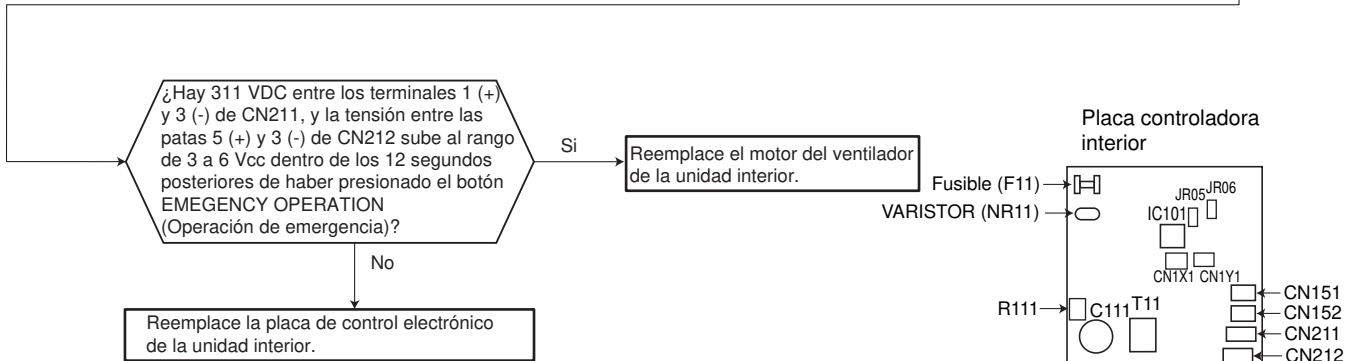 ¿Hay 311 VDC entre los terminales 1 (+)
y 3 (-) de CN211, y la tensión entre las
patas 5 (+) y 3 (-) de CN212 sube al rango
de 3 a 6 Vcc dentro de los 12 segundos
posteriores de haber presionado el botón
EMEGENCY OPERATION
(Operación de emergencia)?
Si
Reemplace el motor del ventilador
de la unidad interior.
No
Reemplace la placa de control electrónico
de la unidad interior.
Placa controladora
interior
Fusible (F11)
VARISTOR (NR11)
JR05 JR06
IC101
CN1X1 CN1Y1
R111
C111 T11
CN151
CN152
CN211
CN212